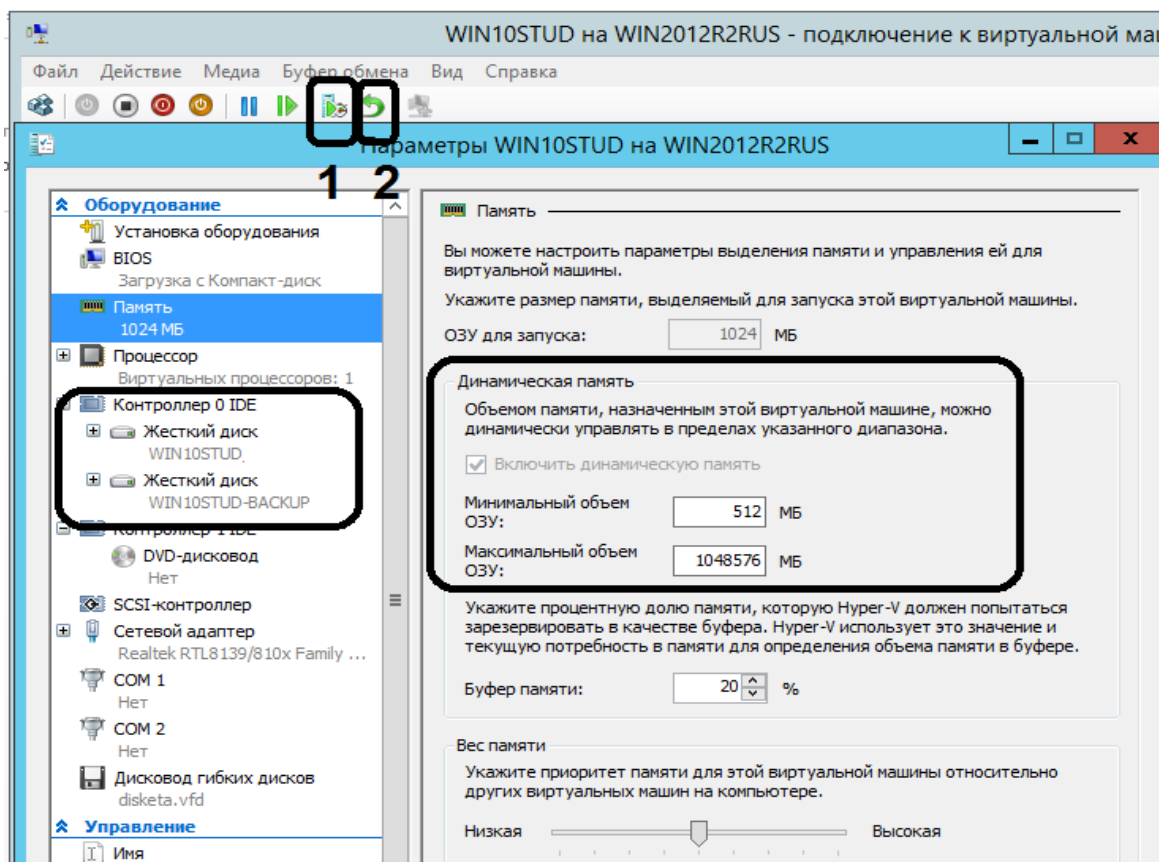 WIN10STUD на WIN2012R2RUS - подключение к виртуальной ма
Файл Действие Медиа Буфер обмена Вид Справка
Параметры WIN10STUD на WIN2012R2RUS
1 2
Оборудование
Установка оборудования
BIOS
Загрузка с Компакт-диск
Память
1024 МБ
Процессор
Виртуальных процессоров: 1
Контроллер 0 IDE
Жесткий диск
WIN10STUD
Жесткий диск
WIN10STUD-BACKUP
Контроллер 1 IDE
DVD-дисковод
Нет
SCSI-контроллер
Сетевой адаптер
Realtek RTL8139/810x Family ...
COM 1
Нет
COM 2
Нет
Дисковод гибких дисков
disketa.vfd
Управление
Имя
Память
Вы можете настроить параметры выделения памяти и управления ей для
виртуальной машины.
Укажите размер памяти, выделяемый для запуска этой виртуальной машины.
ОЗУ для запуска: 1024 МБ
Динамическая память
Объемом памяти, назначенным этой виртуальной машине, можно
динамически управлять в пределах указанного диапазона.
Включить динамическую память
Минимальный объем
ОЗУ: 512 МБ
Максимальный объем
ОЗУ: 1048576 МБ
Укажите процентную долю памяти, которую Hyper-V должен попытаться
зарезервировать в качестве буфера. Hyper-V использует это значение и
текущую потребность в памяти для определения объема памяти в буфере.
Буфер памяти: 20 %
Вес памяти
Укажите приоритет памяти для этой виртуальной машины относительно
других виртуальных машин на компьютере.
Низкая Высокая